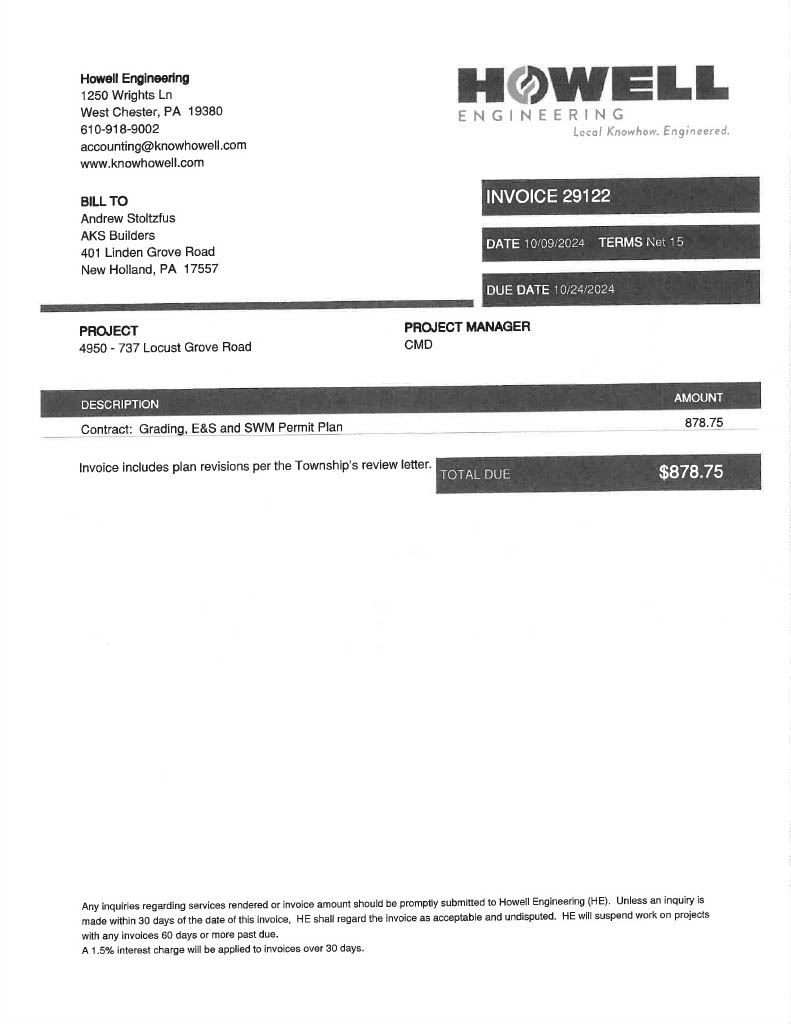 Howell Engineering
1250 Wrights Ln
West Chester, PA 19380
610-918-9002
accounting@knowhowell.com
www.knowhowell.com
HOWELL
ENGINEERING
Local Knowhow. Engineered.
BILL TO
Andrew Stoltzfus
AKS Builders
401 Linden Grove Road
New Holland, PA 17557
INVOICE 29122
DATE 10/09/2024 TERMS Net 15
DUE DATE 10/24/2024
PROJECT
4950 - 737 Locust Grove Road
PROJECT MANAGER
CMD
DESCRIPTION AMOUNT
Contract: Grading, E&S and SWM Permit Plan 878.75
Invoice includes plan revisions per the Township's review letter.
TOTAL DUE $878.75
Any inquiries regarding services rendered or invoice amount should be promptly submitted to Howell Engineering (HE). Unless an inquiry is
made within 30 days of the date of this invoice, HE shall regard the invoice as acceptable and undisputed. HE will suspend work on projects
with any invoices 60 days or more past due.
A 1.5% interest charge will be applied to invoices over 30 days.